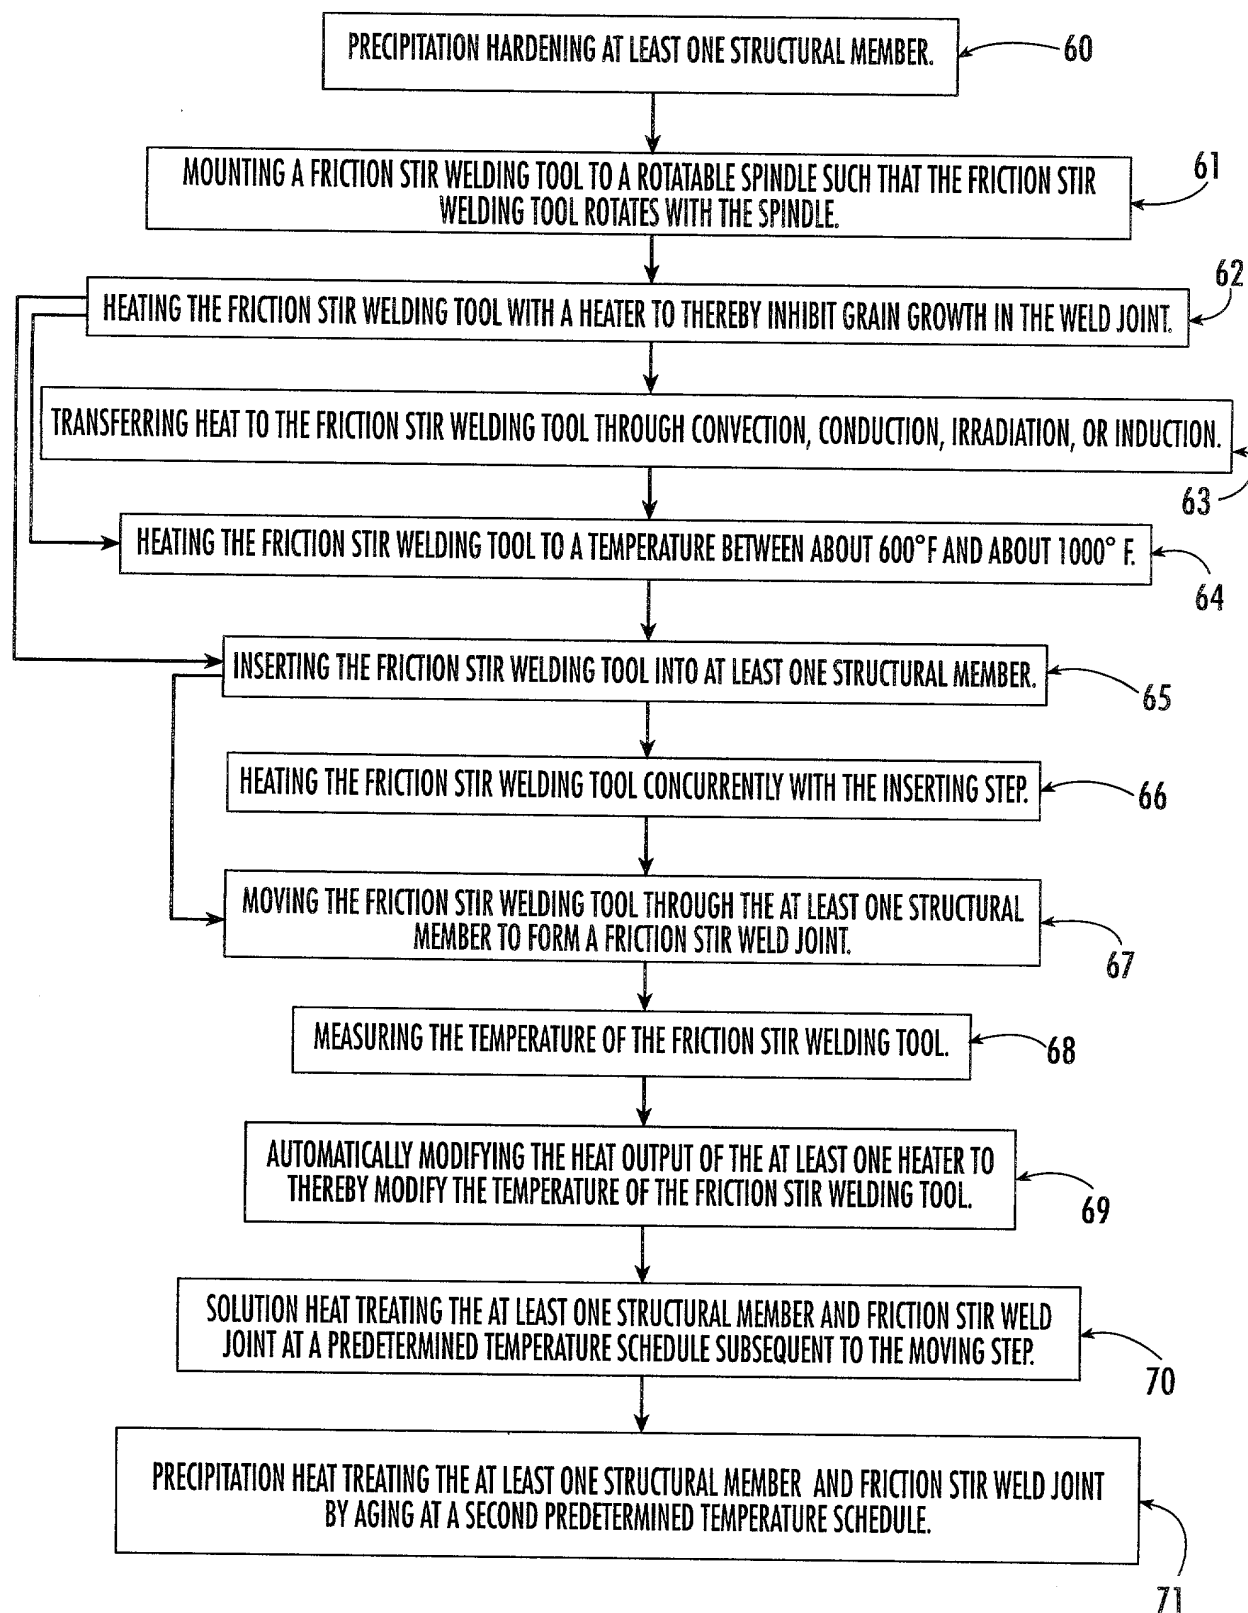 PRECIPITATION HARDENING AT LEAST ONE STRUCTURAL MEMBER.
60
MOUNTING A FRICTION STIR WELDING TOOL TO A ROTATABLE SPINDLE SUCH THAT THE FRICTION STIR
WELDING TOOL ROTATES WITH THE SPINDLE.
61
HEATING THE FRICTION STIR WELDING TOOL WITH A HEATER TO THEREBY INHIBIT GRAIN GROWTH IN THE WELD JOINT.
62
TRANSFERRING HEAT TO THE FRICTION STIR WELDING TOOL THROUGH CONVECTION, CONDUCTION, IRRADIATION, OR INDUCTION.
63
HEATING THE FRICTION STIR WELDING TOOL TO A TEMPERATURE BETWEEN ABOUT 600°F AND ABOUT 1000° F.
64
INSERTING THE FRICTION STIR WELDING TOOL INTO AT LEAST ONE STRUCTURAL MEMBER.
65
HEATING THE FRICTION STIR WELDING TOOL CONCURRENTLY WITH THE INSERTING STEP.
66
MOVING THE FRICTION STIR WELDING TOOL THROUGH THE AT LEAST ONE STRUCTURAL
MEMBER TO FORM A FRICTION STIR WELD JOINT.
67
MEASURING THE TEMPERATURE OF THE FRICTION STIR WELDING TOOL.
68
AUTOMATICALLY MODIFYING THE HEAT OUTPUT OF THE AT LEAST ONE HEATER TO
THEREBY MODIFY THE TEMPERATURE OF THE FRICTION STIR WELDING TOOL.
69
SOLUTION HEAT TREATING THE AT LEAST ONE STRUCTURAL MEMBER AND FRICTION STIR WELD
JOINT AT A PREDETERMINED TEMPERATURE SCHEDULE SUBSEQUENT TO THE MOVING STEP.
70
PRECIPITATION HEAT TREATING THE AT LEAST ONE STRUCTURAL MEMBER AND FRICTION STIR WELD JOINT
BY AGING AT A SECOND PREDETERMINED TEMPERATURE SCHEDULE.
71